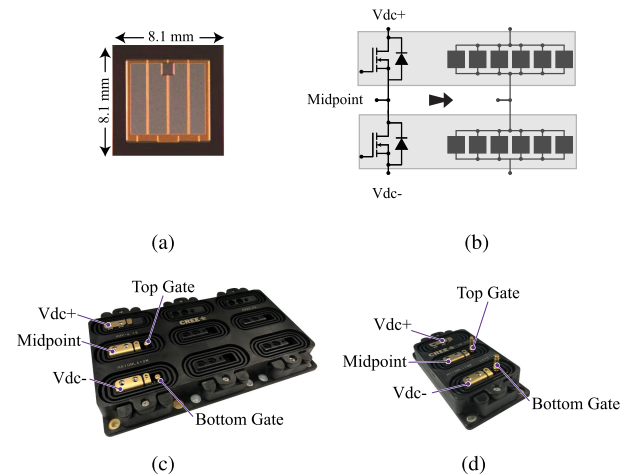 8.1 mm
8.1 mm
(a)
Vdc+
Midpoint
Vdc-
(b)
Vdc+
Top Gate
Midpoint
CREE
Vdc-
Bottom Gate
(c)
Top Gate
Vdc+
CREE
Midpoint
Vdc-
Bottom Gate
(d)